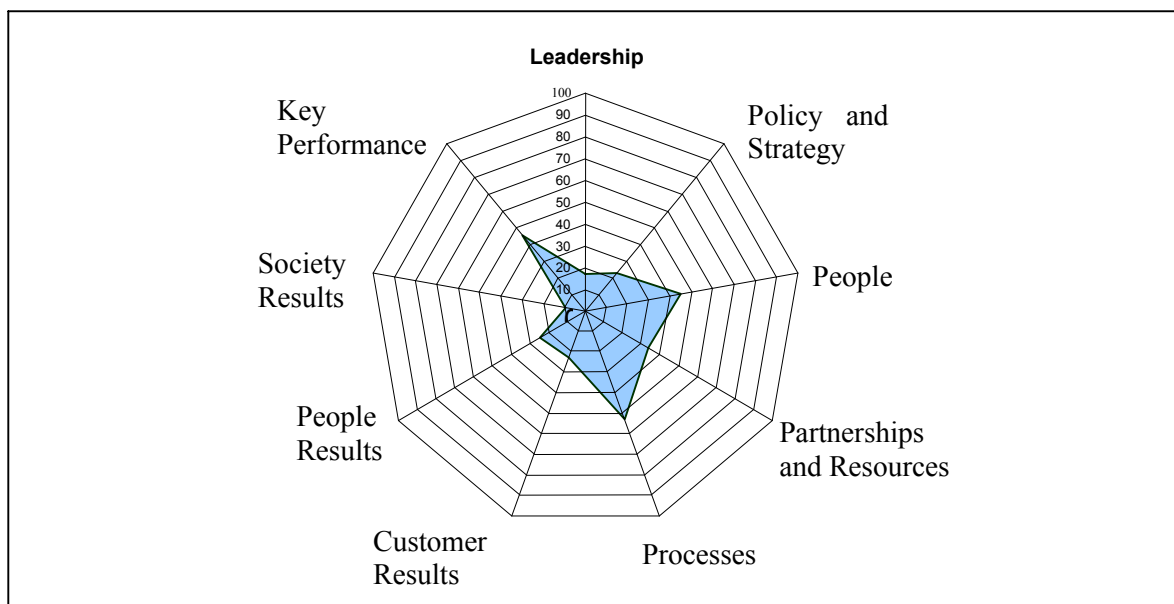 Leadership
Key
Performance
Policy and
Strategy
100
90
80
70
60
50
40
30
20
10
Society
Results
People
People
Results
Partnerships
and Resources
Customer
Results
Processes